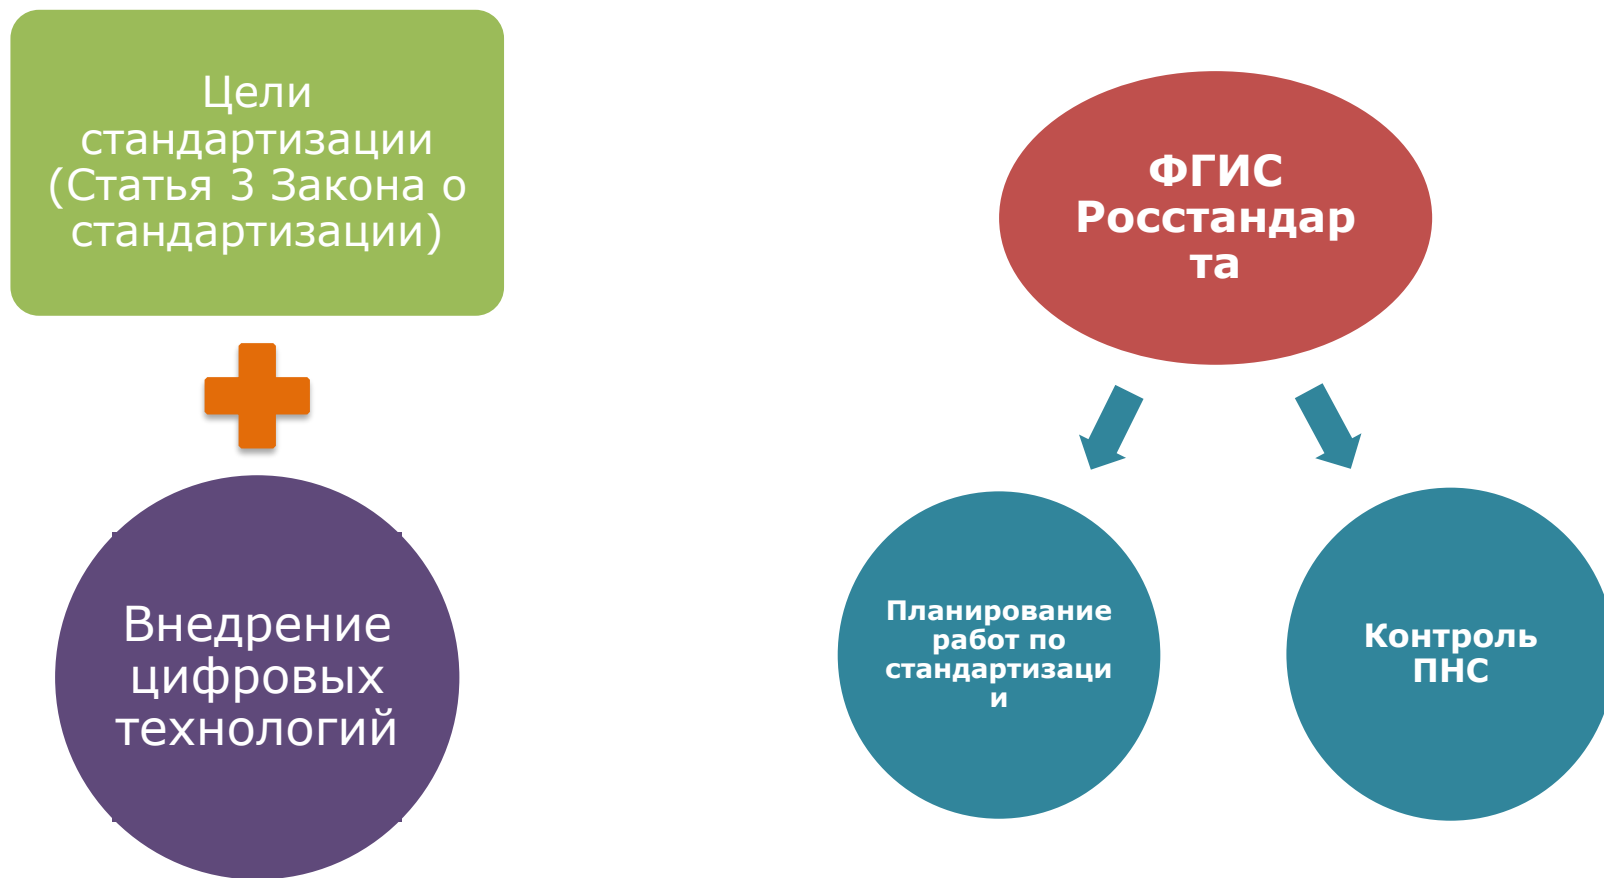 Цели
стандартизации
(Статья 3 Закона о
стандартизации)
Внедрение
цифровых
технологий
ФГИС
Росстандар
та
Планирование
работ по
стандартизаци
и
Контроль
ПНС